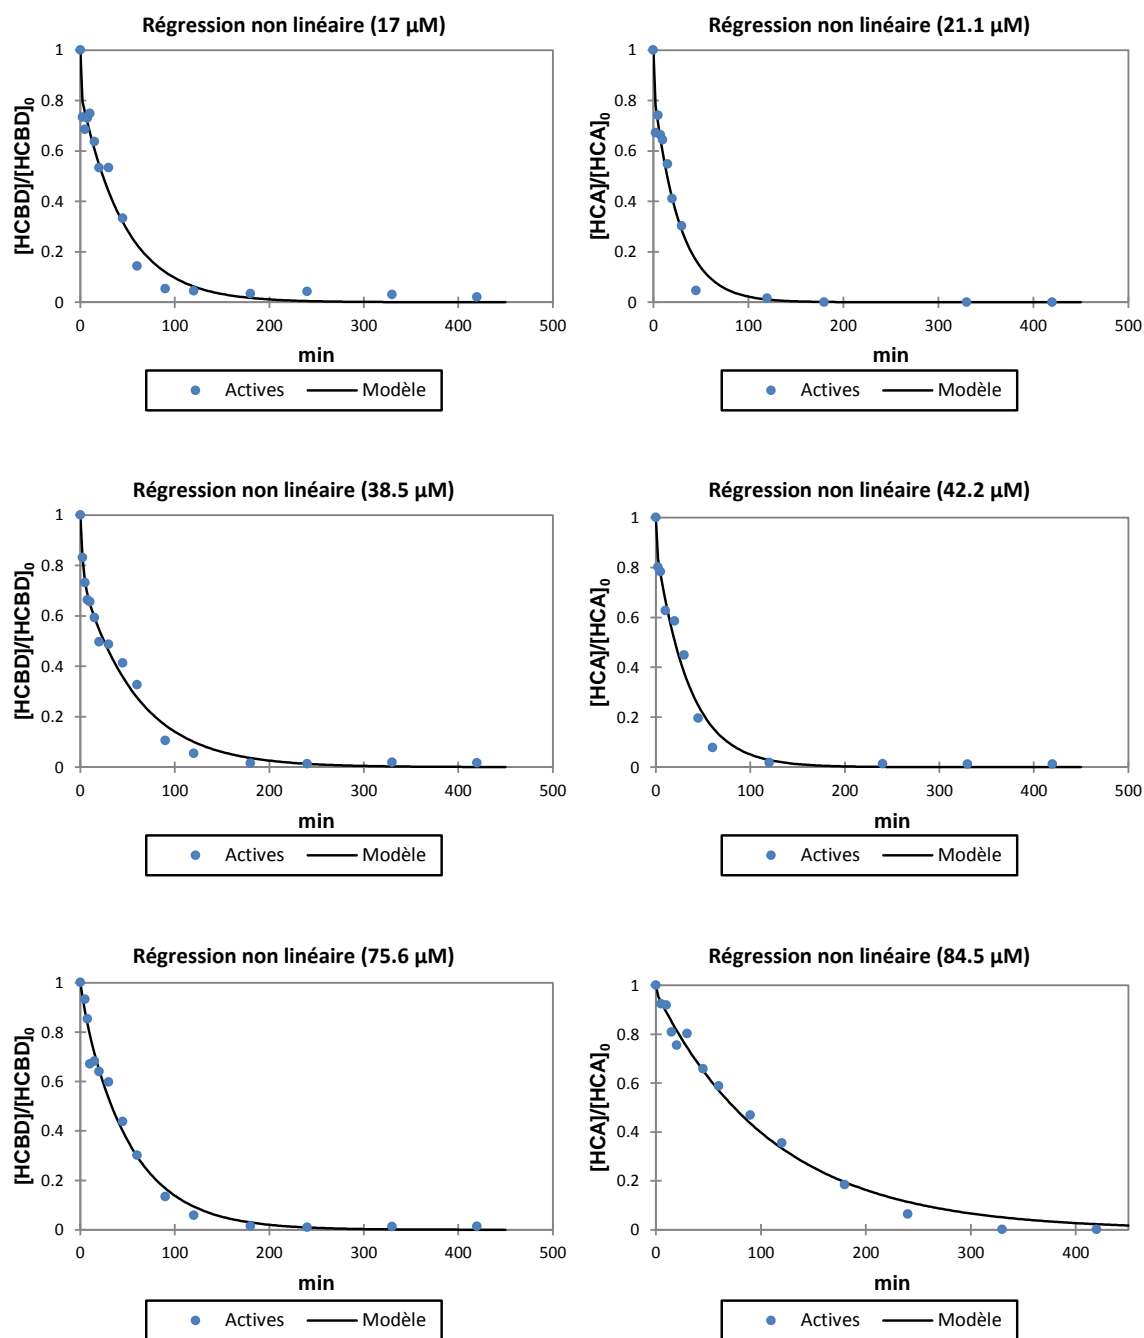 Régression non linéaire (17 µM)
[HCBD]/[HCBD]₀
1
0.8
0.6
0.4
0.2
0
0 100 200 300 400 500
min
Actives Modèle
Régression non linéaire (21.1 µM)
[HCA]/[HCA]₀
1
0.8
0.6
0.4
0.2
0
0 100 200 300 400 500
min
Actives Modèle
Régression non linéaire (38.5 µM)
[HCBD]/[HCBD]₀
1
0.8
0.6
0.4
0.2
0
0 100 200 300 400 500
min
Actives Modèle
Régression non linéaire (42.2 µM)
[HCA]/[HCA]₀
1
0.8
0.6
0.4
0.2
0
0 100 200 300 400 500
min
Actives Modèle
Régression non linéaire (75.6 µM)
[HCBD]/[HCBD]₀
1
0.8
0.6
0.4
0.2
0
0 100 200 300 400 500
min
Actives Modèle
Régression non linéaire (84.5 µM)
[HCA]/[HCA]₀
1
0.8
0.6
0.4
0.2
0
0 100 200 300 400
min
Actives Modèle